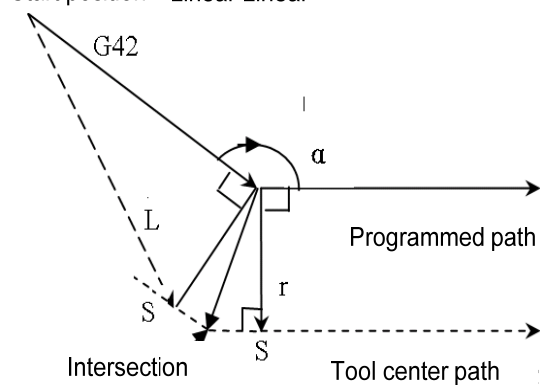 Start position Linear-Linear
G42
α
L
Programmed path
r
S
S
Intersection
Tool center path